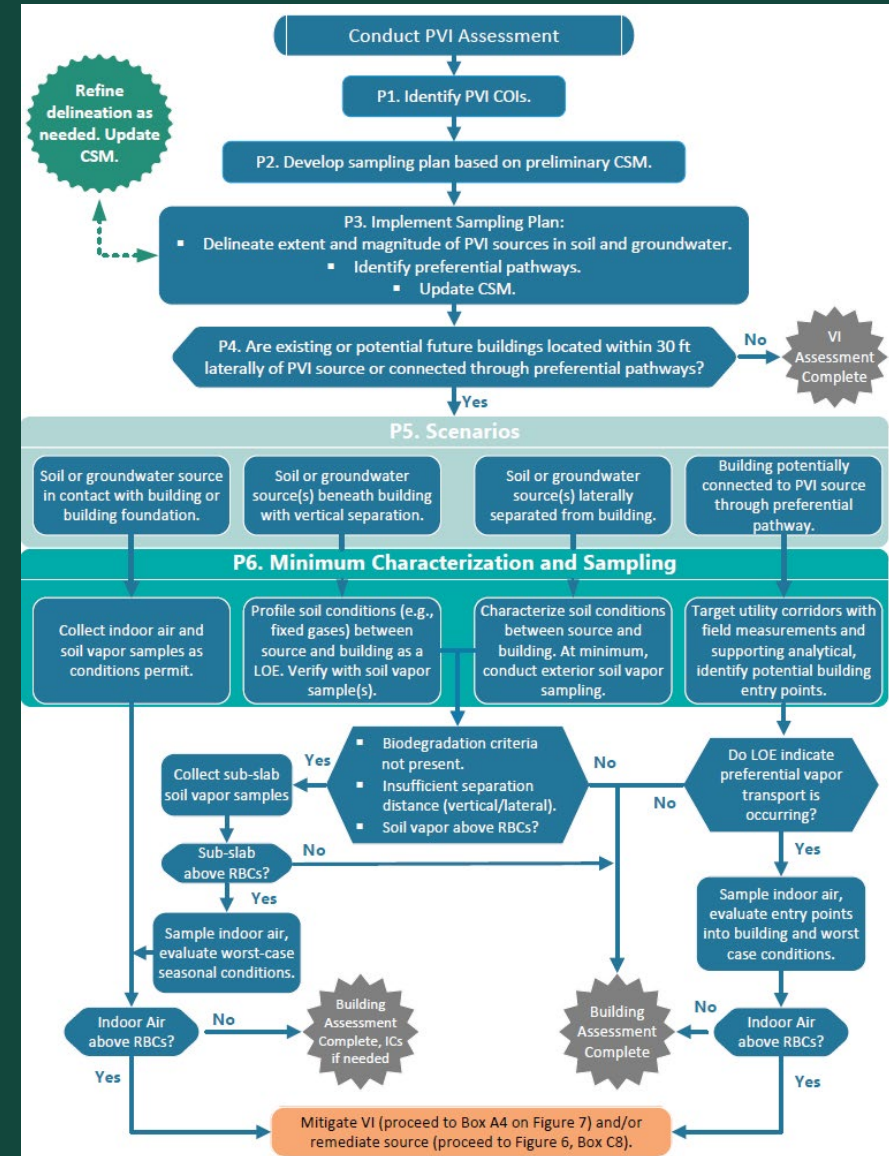 Conduct PVI Assessment
Refine
delineation as
needed. Update
CSM.
P1. Identify PVI COIs.
P2. Develop sampling plan based on preliminary CSM.
P3. Implement Sampling Plan:
▪ Delineate extent and magnitude of PVI sources in soil and groundwater.
▪ Identify preferential pathways.
▪ Update CSM.
P4. Are existing or potential future buildings located within 30 ft
laterally of PVI source or connected through preferential pathways?
No
VI
Assessment
Complete
Yes
P5. Scenarios
Soil or groundwater source
in contact with building or
building foundation.
Soil or groundwater
source(s) beneath building
with vertical separation.
Soil or groundwater
source(s) laterally
separated from building.
Building potentially
connected to PVI source
through preferential
pathway.
P6. Minimum Characterization and Sampling
Collect indoor air and
soil vapor samples as
conditions permit.
Profile soil conditions (e.g.,
fixed gases) between
source and building as a
LOE. Verify with soil vapor
sample(s).
Characterize soil conditions
between source and
building. At minimum,
conduct exterior soil vapor
sampling.
Target utility corridors with
field measurements and
supporting analytical,
identify potential building
entry points.
▪ Biodegradation criteria
not present.
▪ Insufficient separation
distance (vertical/lateral).
▪ Soil vapor above RBCs?
Yes
No
Collect sub-slab
soil vapor samples
Do LOE indicate
preferential vapor
transport is
occurring?
No
Yes
Sub-slab
above RBCs?
No
Yes
Sample indoor air,
evaluate worst-case
seasonal conditions.
Sample indoor air,
evaluate entry points
into building and worst
case conditions.
Indoor Air
above RBCs?
No
Yes
Building
Assessment
Complete, ICs
if needed
Building
Assessment
Complete
No
Indoor Air
above RBCs?
Yes
Mitigate VI (proceed to Box A4 on Figure 7) and/or
remediate source (proceed to Figure 6, Box C8).